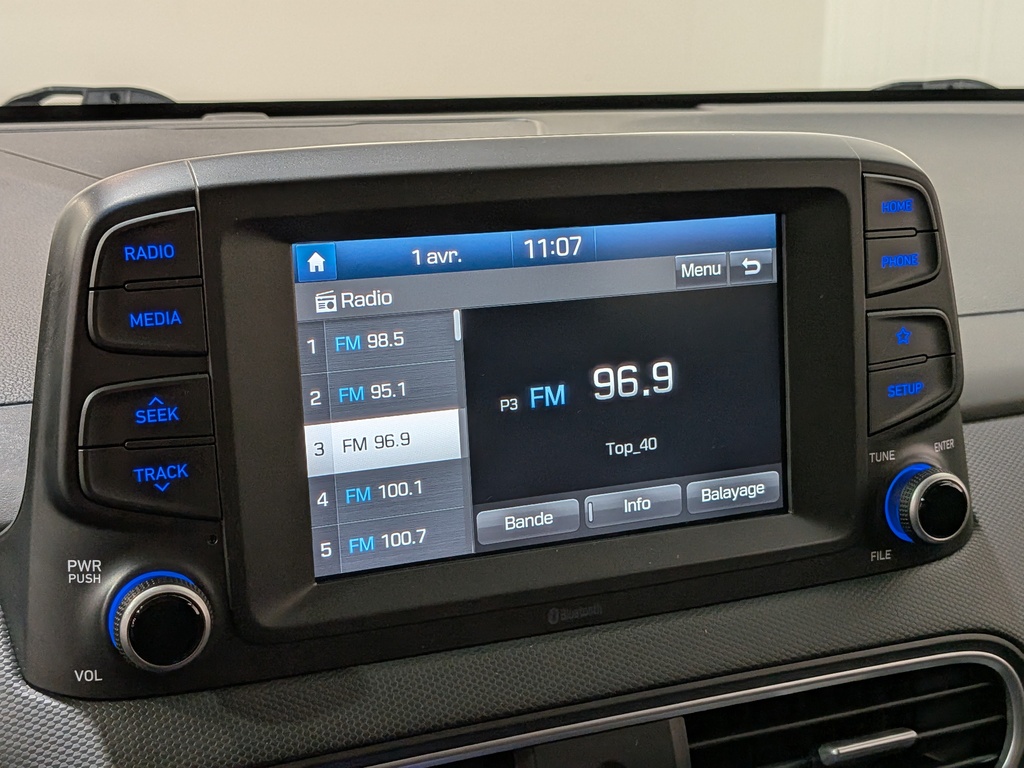 RADIO
MEDIA
SEEK
TRACK
PWR
PUSH
VOL
1 avr. 11:07
Menu
Radio
1 FM 98.5
2 FM 95.1
3 FM 96.9
4 FM 100.1
5 FM 100.7
P3 FM 96.9
Top_40
Bande Info Balayage
Bluetooth
HOME
PHONE
SETUP
TUNE ENTER
FILE